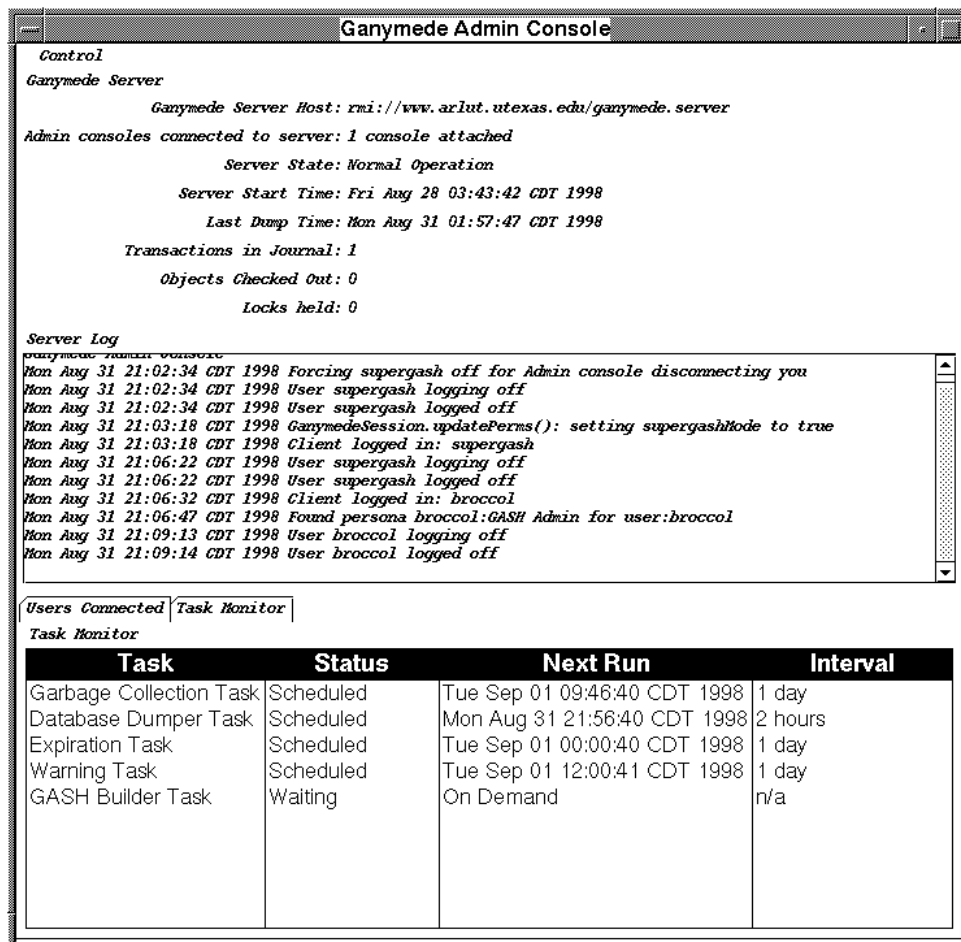 Ganymede Admin Console
Control
Ganymede Server
Ganymede Server Host: rmi://www.arlut.utexas.edu/ganymede.server
Admin consoles connected to server: 1 console attached
Server State: Normal Operation
Server Start Time: Fri Aug 28 03:43:42 CDT 1998
Last Dump Time: Mon Aug 31 01:57:47 CDT 1998
Transactions in Journal: 1
Objects Checked Out: 0
Locks held: 0
Server Log
Ganymede Admin Console
Mon Aug 31 21:02:34 CDT 1998 Forcing supergash off for Admin console disconnecting you
Mon Aug 31 21:02:34 CDT 1998 User supergash logging off
Mon Aug 31 21:02:34 CDT 1998 User supergash logged off
Mon Aug 31 21:03:18 CDT 1998 GanymedeSession.updatePerms(): setting supergashMode to true
Mon Aug 31 21:03:18 CDT 1998 Client logged in: supergash
Mon Aug 31 21:06:22 CDT 1998 User supergash logging off
Mon Aug 31 21:06:22 CDT 1998 User supergash logged off
Mon Aug 31 21:06:32 CDT 1998 Client logged in: broccol
Mon Aug 31 21:06:47 CDT 1998 Found persona broccol:GASH Admin for user:broccol
Mon Aug 31 21:09:13 CDT 1998 User broccol logging off
Mon Aug 31 21:09:14 CDT 1998 User broccol logged off
Users Connected Task Monitor
Task Monitor
Task Status Next Run Interval
Garbage Collection Task Scheduled Tue Sep 01 09:46:40 CDT 1998 1 day
Database Dumper Task Scheduled Mon Aug 31 21:56:40 CDT 1998 2 hours
Expiration Task Scheduled Tue Sep 01 00:00:40 CDT 1998 1 day
Warning Task Scheduled Tue Sep 01 12:00:41 CDT 1998 1 day
GASH Builder Task Waiting On Demand n/a